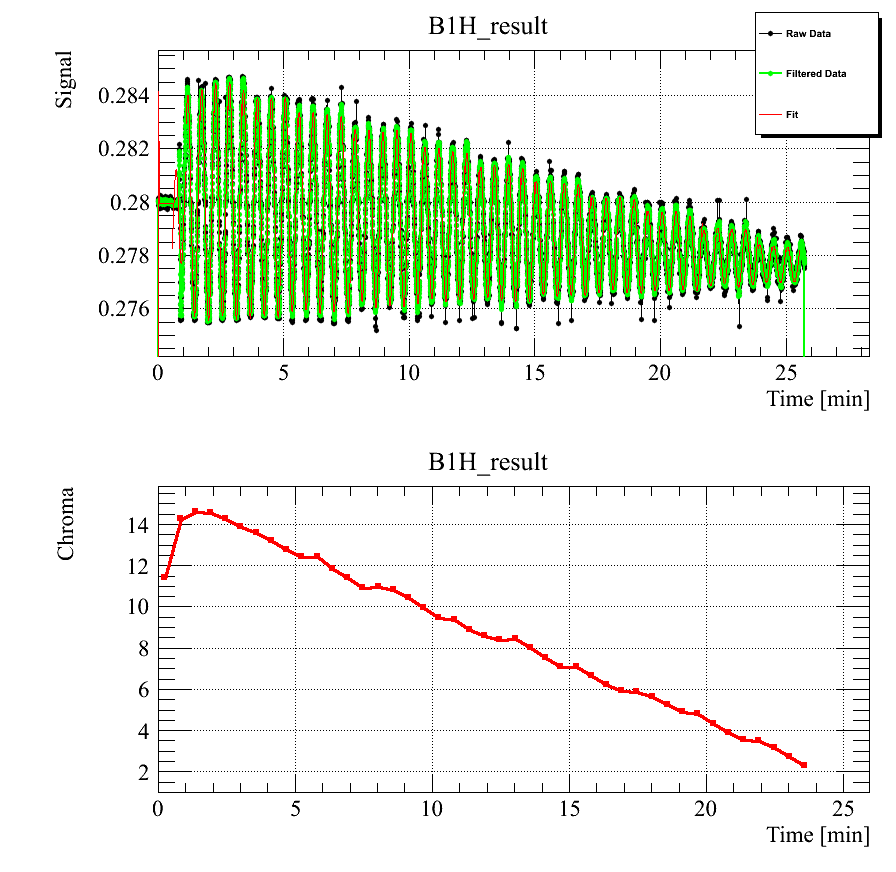 B1H_result
Signal
Raw Data
Filtered Data
Fit
0.284
0.282
0.28
0.278
0.276
0 5 10 15 20 25
Time [min]
B1H_result
Chroma
14
12
10
8
6
4
2
0 5 10 15 20 25
Time [min]